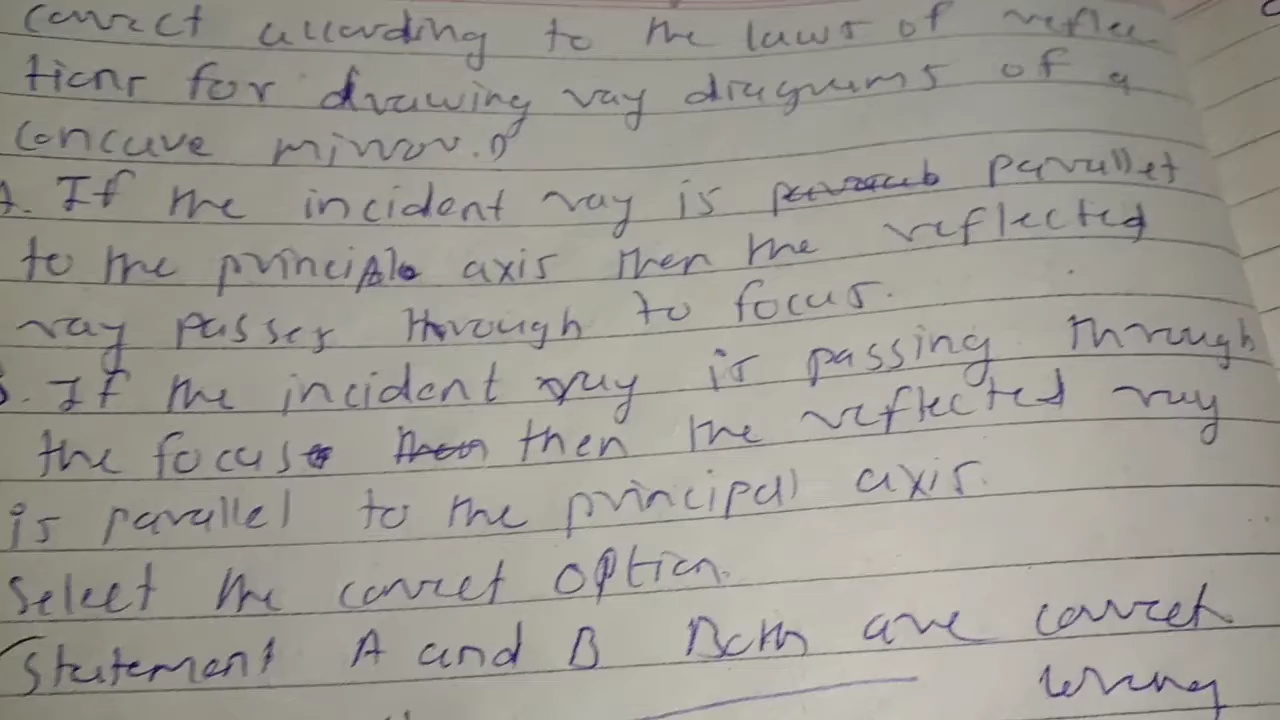 correct according to the laws of reflec
tions for drawing ray diagrams of a
concave mirror.
A. If the incident ray is parallel
to the principle axis then the reflected
ray passes through to focus.
. If the incident ray is passing through
the focus then the reflected ray
is parallel to the principal axis.
Select the correct option.
Statement A and B Both are correct
wrong